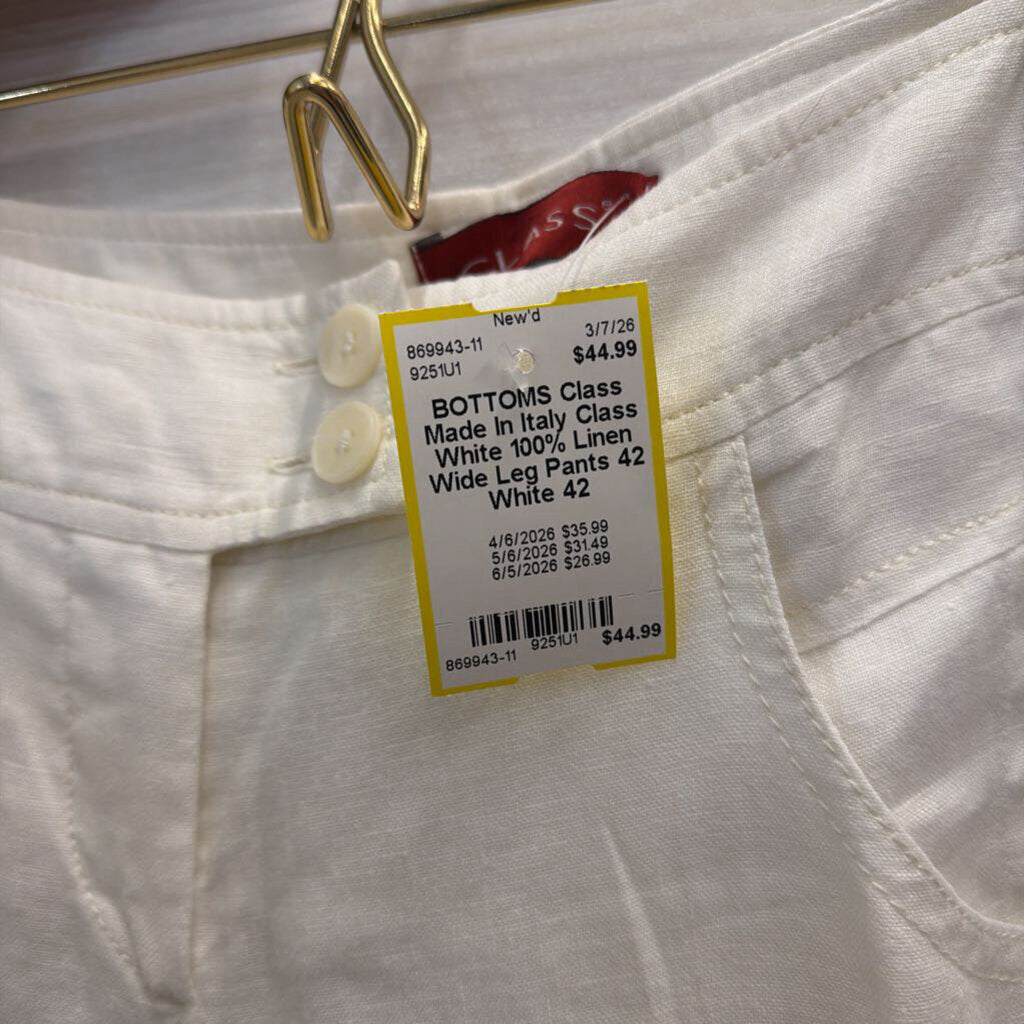 CLASS
New'd
869943-11 3/7/26
9251U1 $44.99
BOTTOMS Class
Made In Italy Class
White 100% Linen
Wide Leg Pants 42
White 42
4/6/2026 $35.99
5/6/2026 $31.49
6/5/2026 $26.99
869943-11 9251U1 $44.99